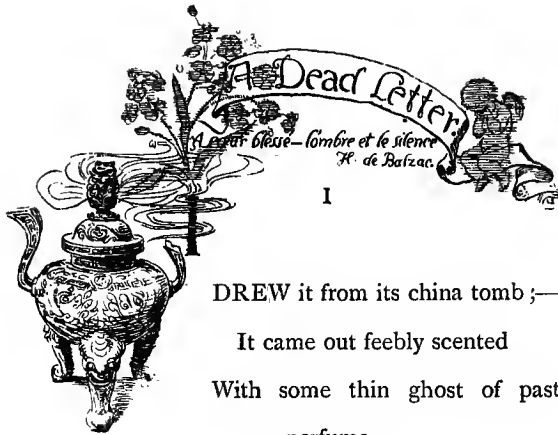 A Dead Letter.
A cœur blesse—l'ombre et le silence
H. de Balzac.
I
DREW it from its china tomb;—
It came out feebly scented
With some thin ghost of past